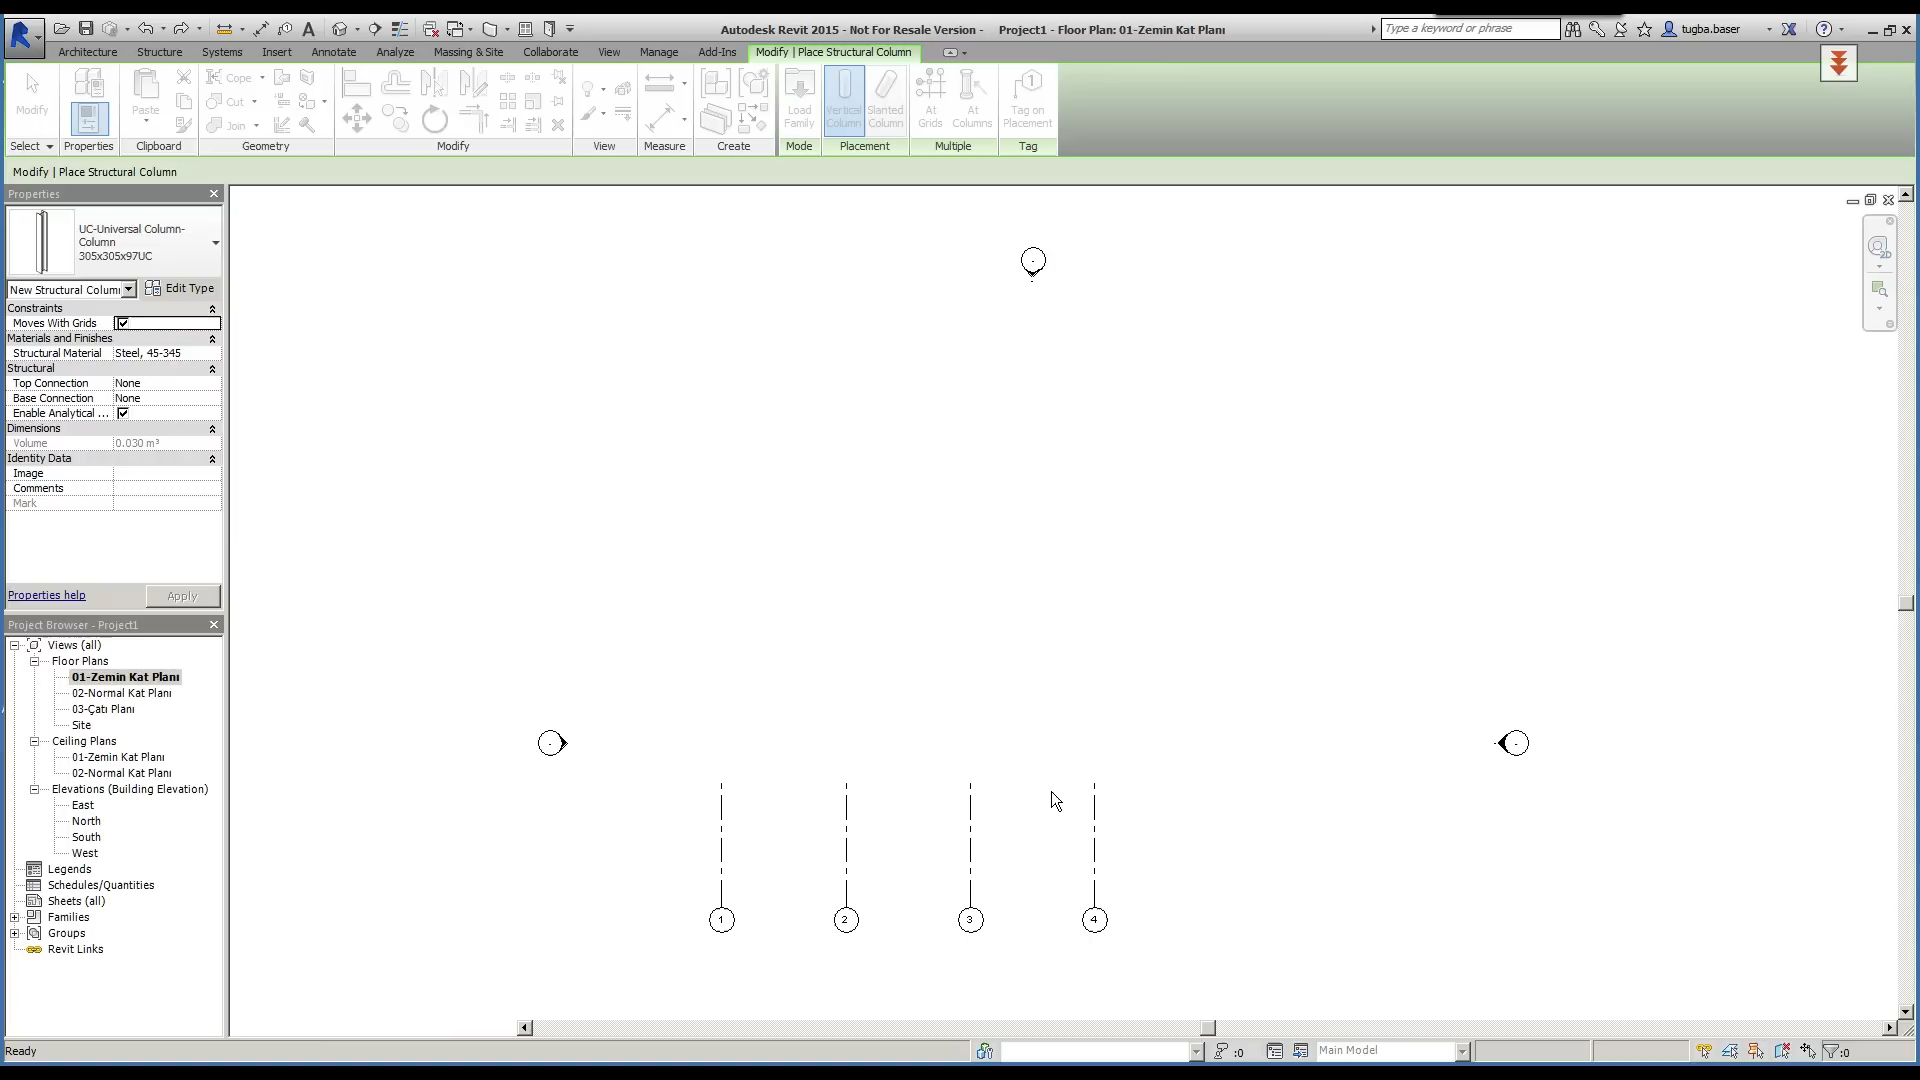 Autodesk Revit 2015 - Not For Resale Version - Project1 - Floor Plan: 01-Zemin Kat Planı
Type a keyword or phrase
tugba.baser
Architecture Structure Systems Insert Annotate Analyze Massing & Site Collaborate View Manage Add-Ins Modify | Place Structural Column
Modify
Paste
Cope
Cut
Join
Load Family
Vertical Column
Slanted Column
At Grids
At Columns
Tag on Placement
Select Properties Clipboard Geometry Modify View Measure Create Mode Placement Multiple Tag
Modify | Place Structural Column
Properties
UC-Universal Column-
Column
305x305x97UC
New Structural Colum
Edit Type
Constraints
Moves With Grids
Materials and Finishes
Structural Material Steel, 45-345
Structural
Top Connection None
Base Connection None
Enable Analytical ...
Dimensions
Volume 0.030 m³
Identity Data
Image
Comments
Mark
Properties help Apply
Project Browser - Project1
Views (all)
Floor Plans
01-Zemin Kat Planı
02-Normal Kat Planı
03-Çatı Planı
Site
Ceiling Plans
01-Zemin Kat Planı
02-Normal Kat Planı
Elevations (Building Elevation)
East
North
South
West
Legends
Schedules/Quantities
Sheets (all)
Families
Groups
Revit Links
2D
1 2 3 4
Ready
:0
Main Model
:0